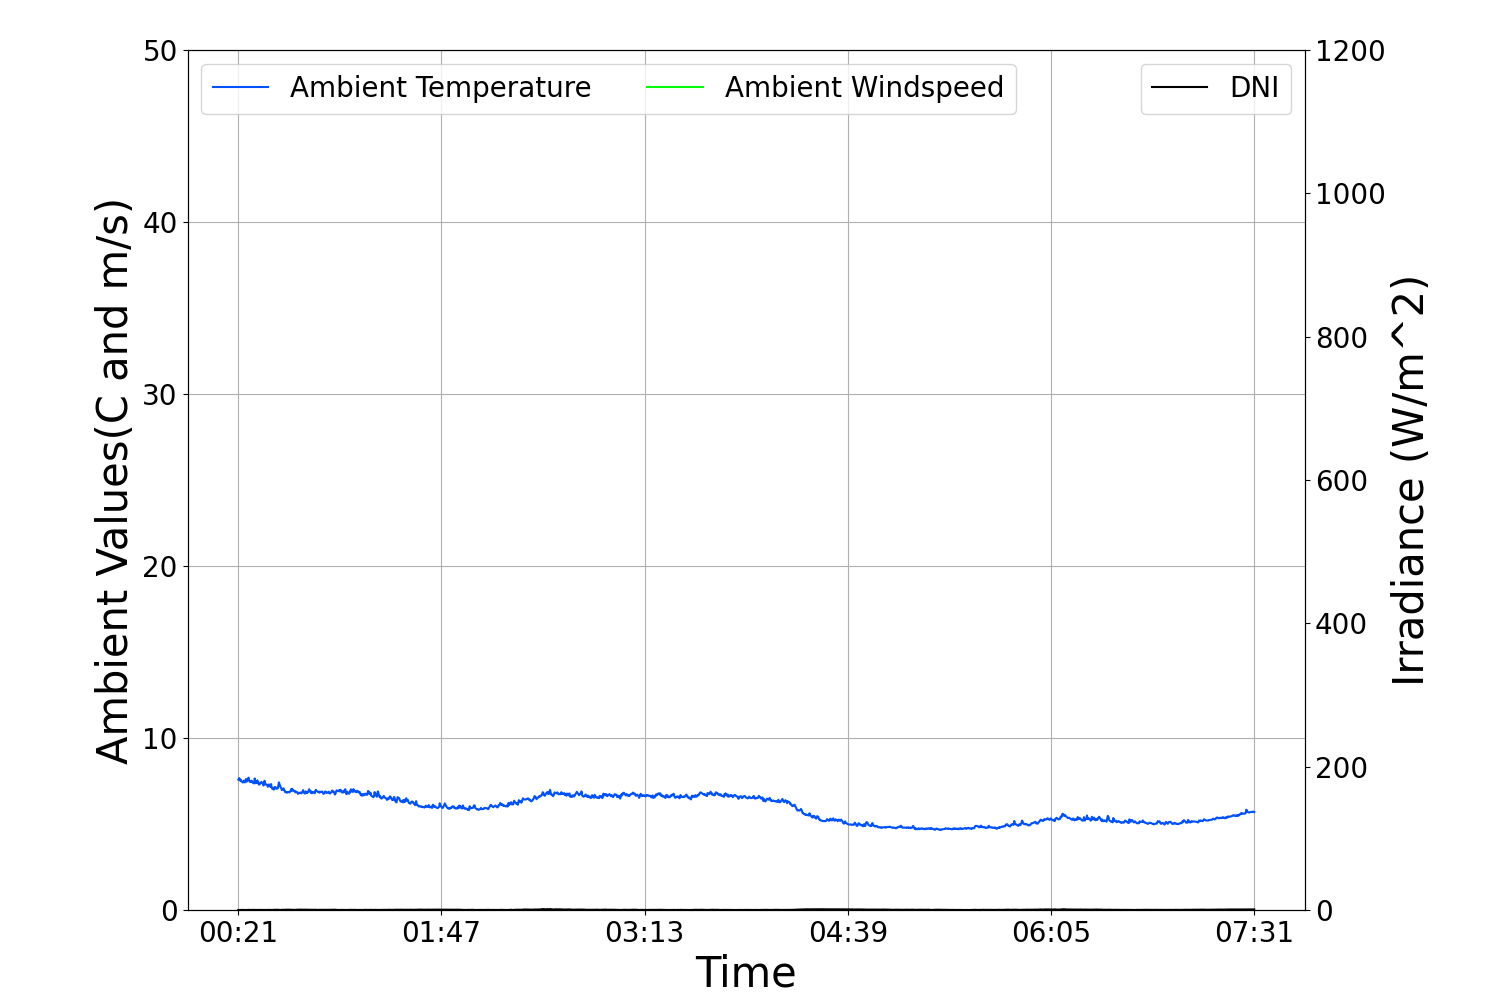 Ambient Temperature
Ambient Windspeed
DNI
Ambient Values(C and m/s)
50
40
30
20
10
0
1200
1000
800
600
400
200
0
Irradiance (W/m^2)
00:21 01:47 03:13 04:39 06:05 07:31
Time